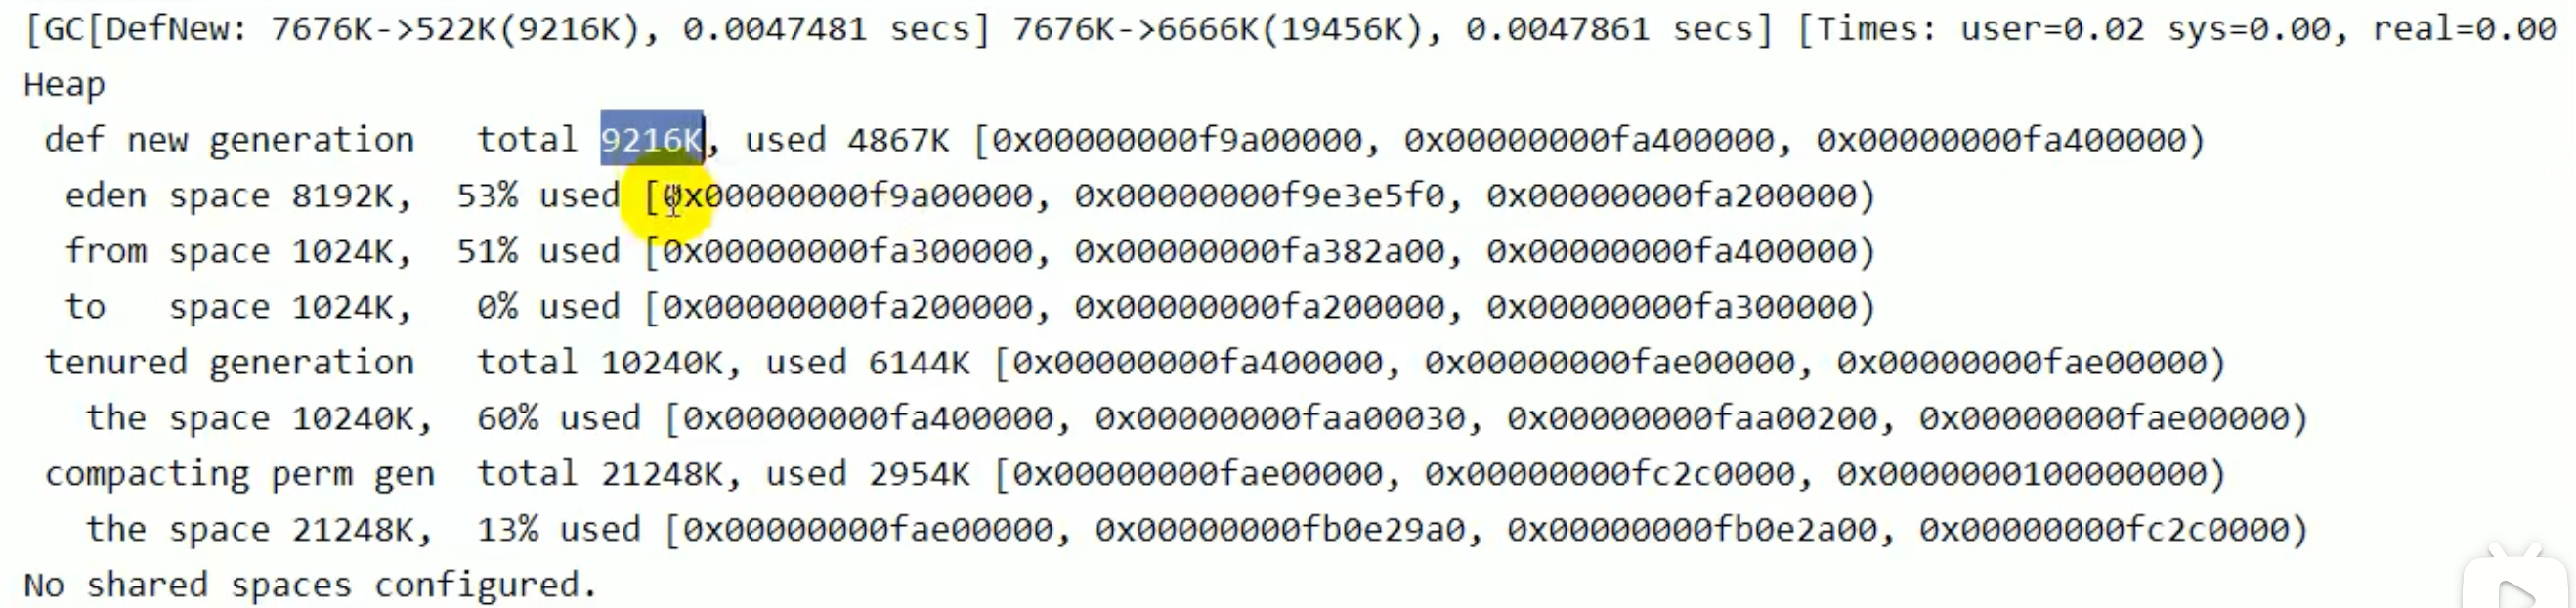 [GC[DefNew: 7676K->522K(9216K), 0.0047481 secs] 7676K->6666K(19456K), 0.0047861 secs] [Times: user=0.02 sys=0.00, real=0.00
Heap
def new generation   total 9216K, used 4867K [0x00000000f9a00000, 0x00000000fa400000, 0x00000000fa400000)
eden space 8192K,  53% used [0x00000000f9a00000, 0x00000000f9e3e5f0, 0x00000000fa200000)
from space 1024K,  51% used [0x00000000fa300000, 0x00000000fa382a00, 0x00000000fa400000)
to   space 1024K,   0% used [0x00000000fa200000, 0x00000000fa200000, 0x00000000fa300000)
tenured generation   total 10240K, used 6144K [0x00000000fa400000, 0x00000000fae00000, 0x00000000fae00000)
the space 10240K,  60% used [0x00000000fa400000, 0x00000000faa00030, 0x00000000faa00200, 0x00000000fae00000)
compacting perm gen  total 21248K, used 2954K [0x00000000fae00000, 0x00000000fc2c0000, 0x0000000100000000)
the space 21248K,  13% used [0x00000000fae00000, 0x00000000fb0e29a0, 0x00000000fb0e2a00, 0x00000000fc2c0000)
No shared spaces configured.